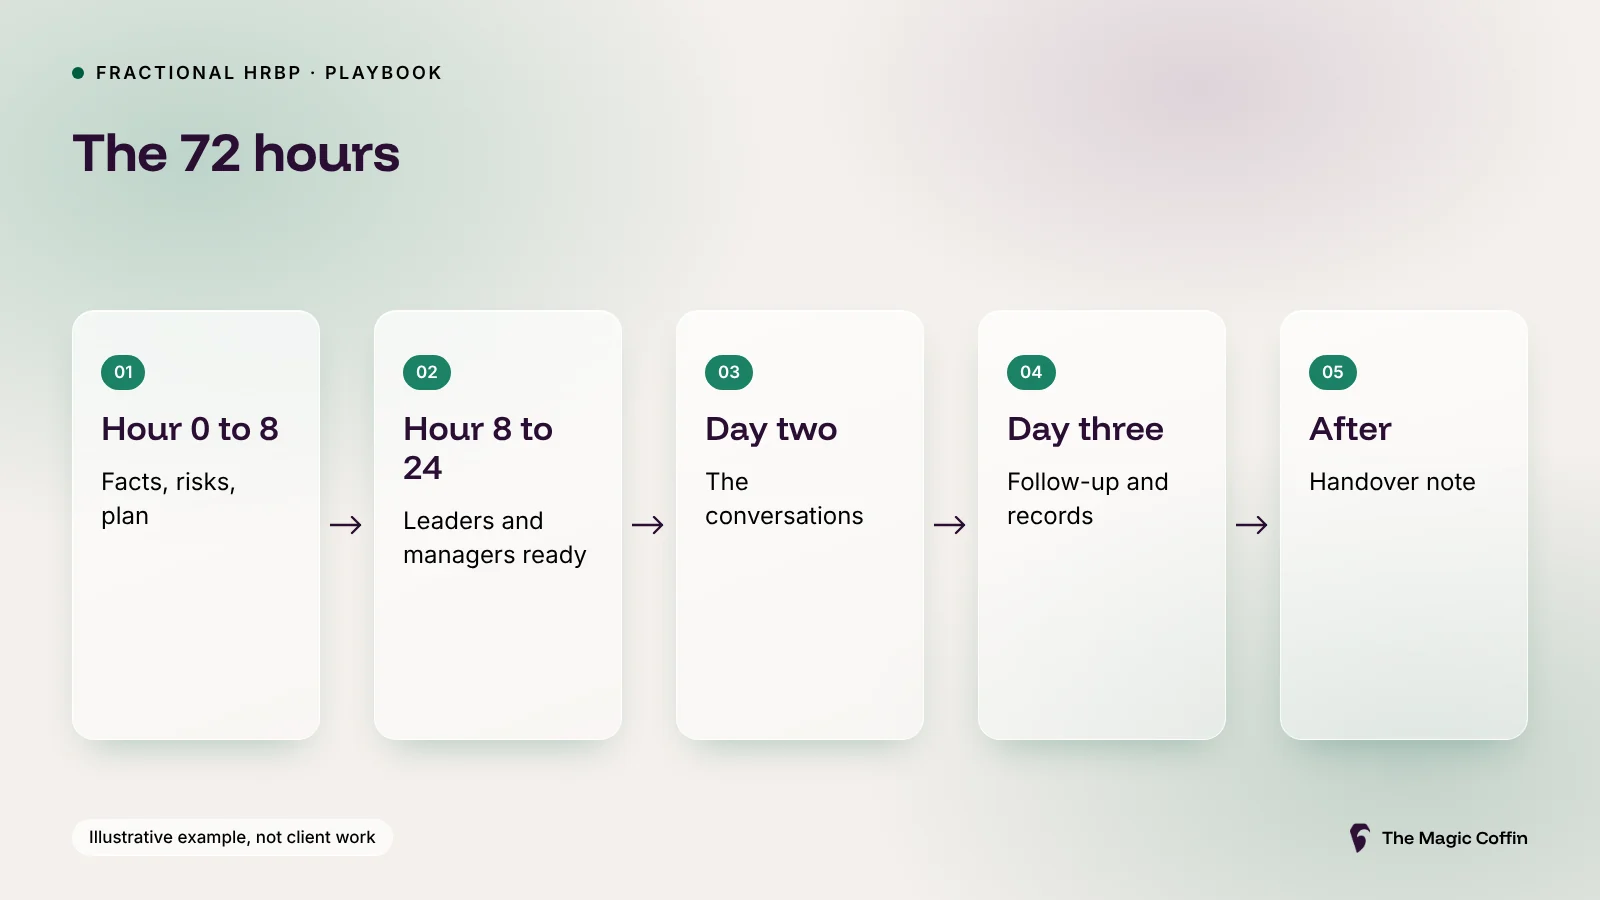 FRACTIONAL HRBP · PLAYBOOK
The 72 hours
01
Hour 0 to 8
Facts, risks,
plan
02
Hour 8 to
24
Leaders and
managers ready
03
Day two
The
conversations
04
Day three
Follow-up and
records
05
After
Handover note
Illustrative example, not client work
The Magic Coffin